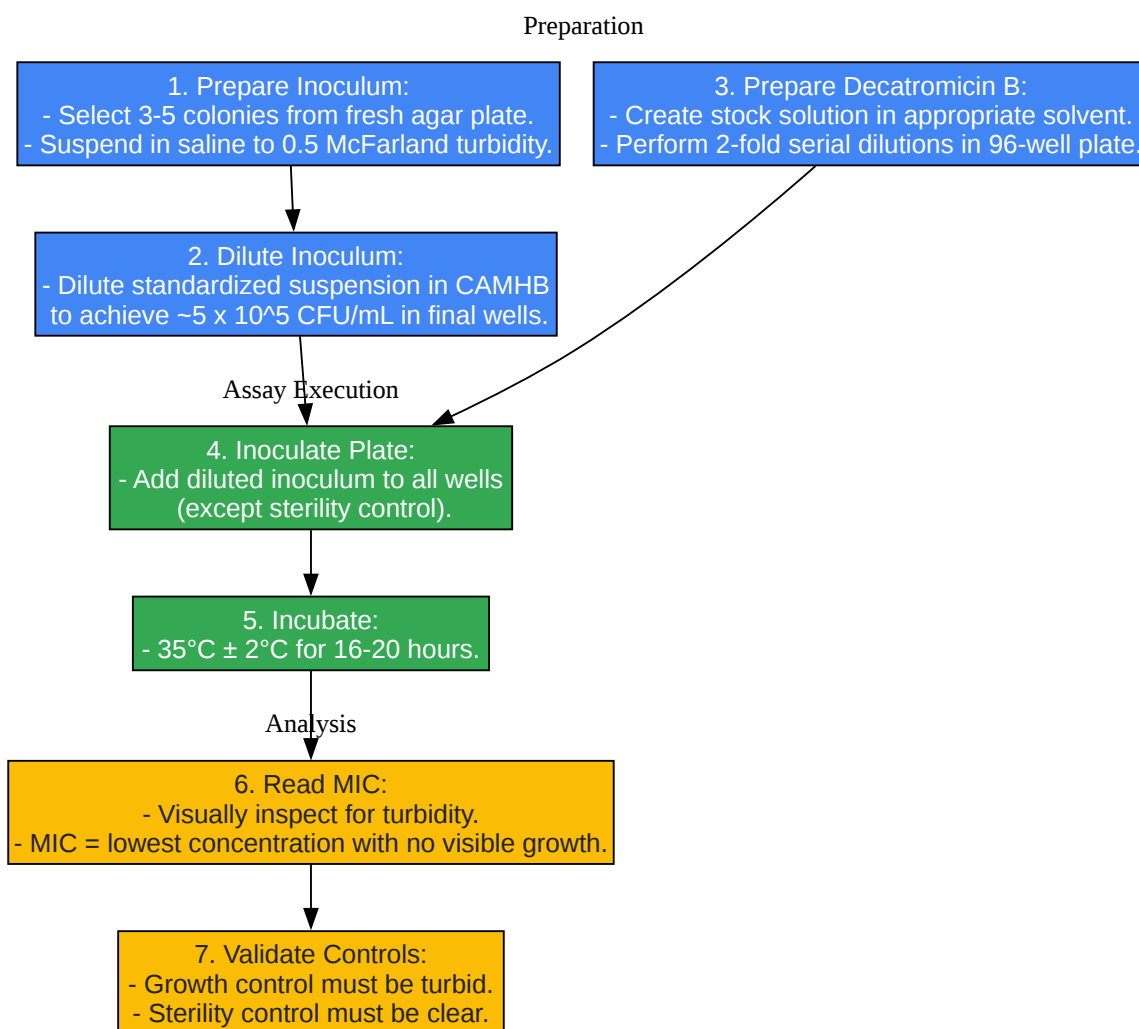 Preparation
1. Prepare Inoculum:
- Select 3-5 colonies from fresh agar plate.
- Suspend in saline to 0.5 McFarland turbidity.
3. Prepare Decatromicin B:
- Create stock solution in appropriate solvent.
- Perform 2-fold serial dilutions in 96-well plate.
2. Dilute Inoculum:
- Dilute standardized suspension in CAMHB
to achieve ~5 x 10^5 CFU/mL in final wells.
Assay Execution
4. Inoculate Plate:
- Add diluted inoculum to all wells
(except sterility control).
5. Incubate:
- 35°C ± 2°C for 16-20 hours.
Analysis
6. Read MIC:
- Visually inspect for turbidity.
- MIC = lowest concentration with no visible growth.
7. Validate Controls:
- Growth control must be turbid.
- Sterility control must be clear.